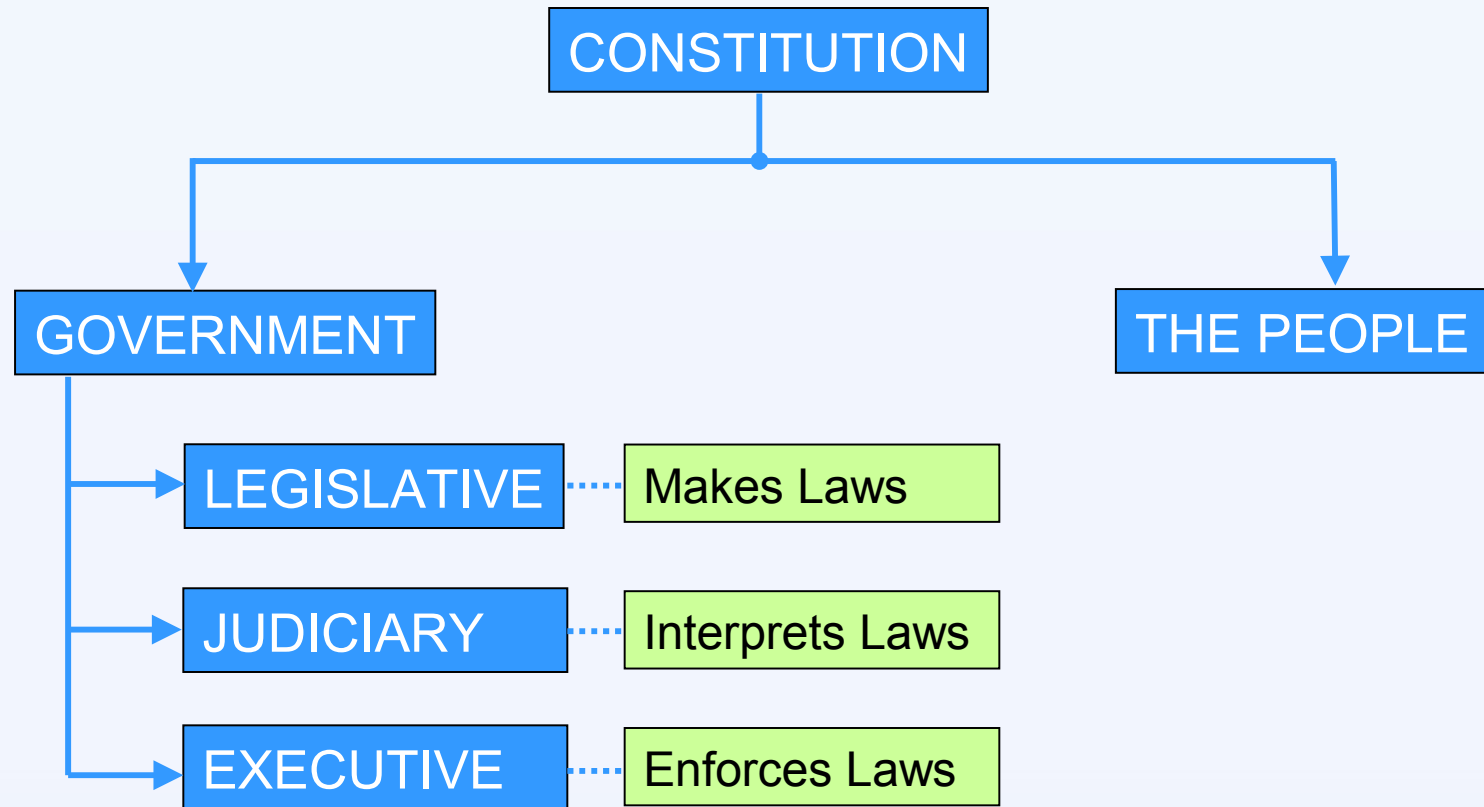 CONSTITUTION
GOVERNMENT
THE PEOPLE
LEGISLATIVE
Makes Laws
JUDICIARY
Interprets Laws
EXECUTIVE
Enforces Laws